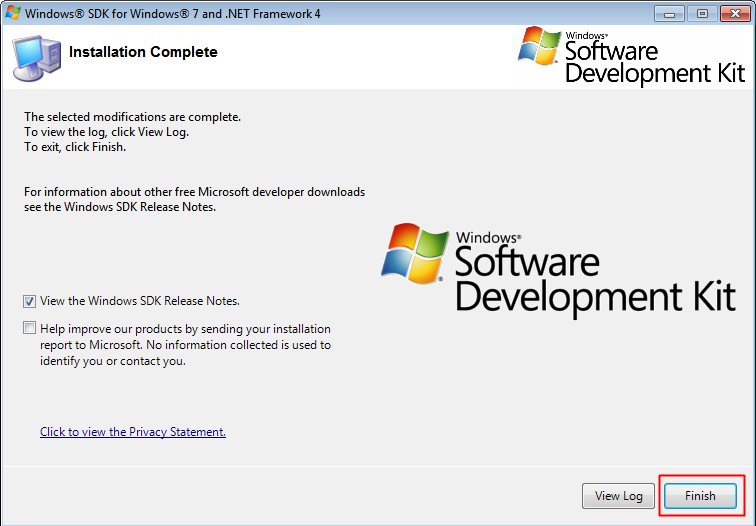 Windows® SDK for Windows® 7 and .NET Framework 4
Installation Complete
Windows®
Software
Development Kit
The selected modifications are complete.
To view the log, click View Log.
To exit, click Finish.
For information about other free Microsoft developer downloads
see the Windows SDK Release Notes.
Windows®
Software
Development Kit
View the Windows SDK Release Notes.
Help improve our products by sending your installation
report to Microsoft. No information collected is used to
identify you or contact you.
Click to view the Privacy Statement.
View Log
Finish